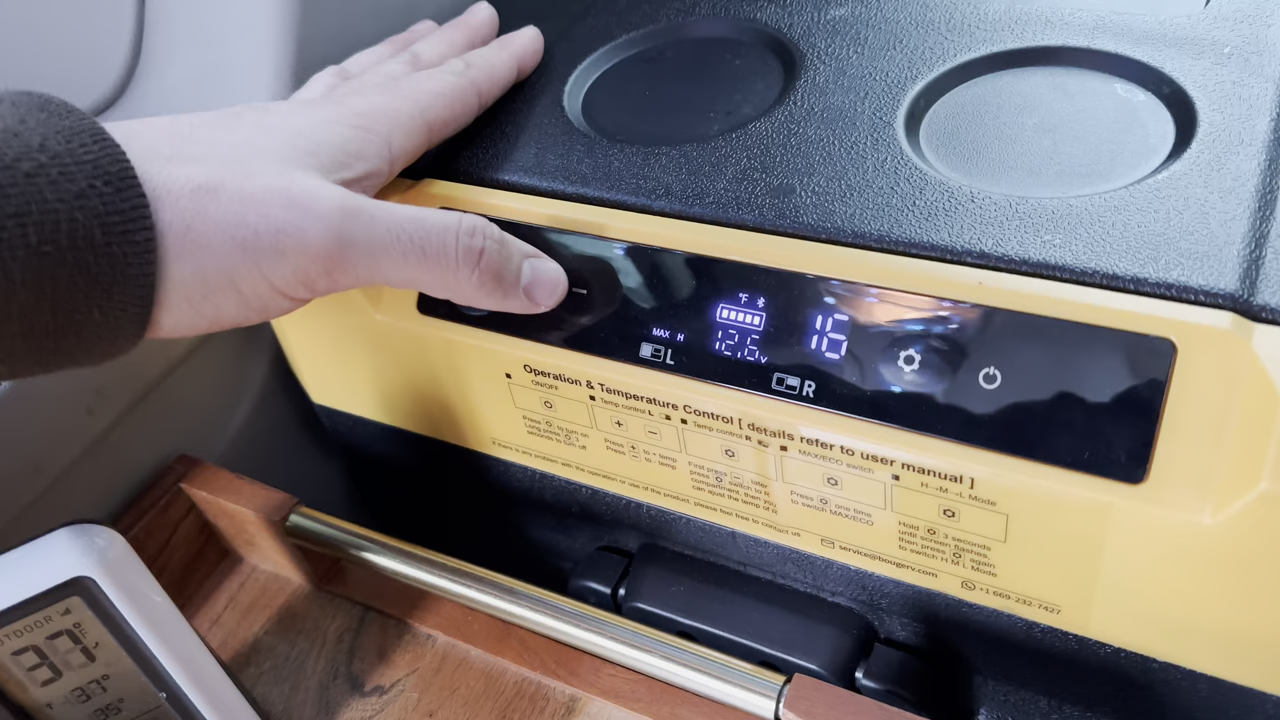 °F
MAX H
12.6v
16
L
R
Operation & Temperature Control [ details refer to user manual ]
ON/OFF
Press to turn on
Long press 3
seconds to turn off
Temp control L
+ −
Press + to + temp
Press − to - temp
Temp control R
First press −, later
press switch to R
compartment, then you
can ajust the temp of R
MAX/ECO switch
Press one time
to switch MAX/ECO
H→M→L Mode
Hold 3 seconds
until screen flashes,
then press again
to switch H M L Mode
If there is any problem with the operation or use of the product, please feel free to contact us
service@bougerv.com
+1 669-232-7427
OUTDOOR
37°F
37°
35°